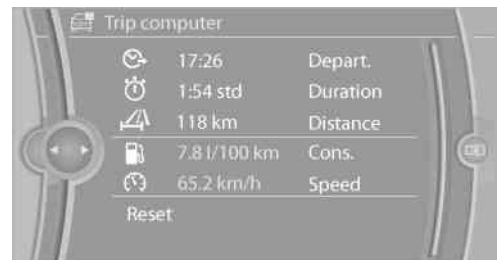 Trip computer
17:26 Depart.
1:54 std Duration
118 km Distance
7.8 l/100 km Cons.
65.2 km/h Speed
Reset